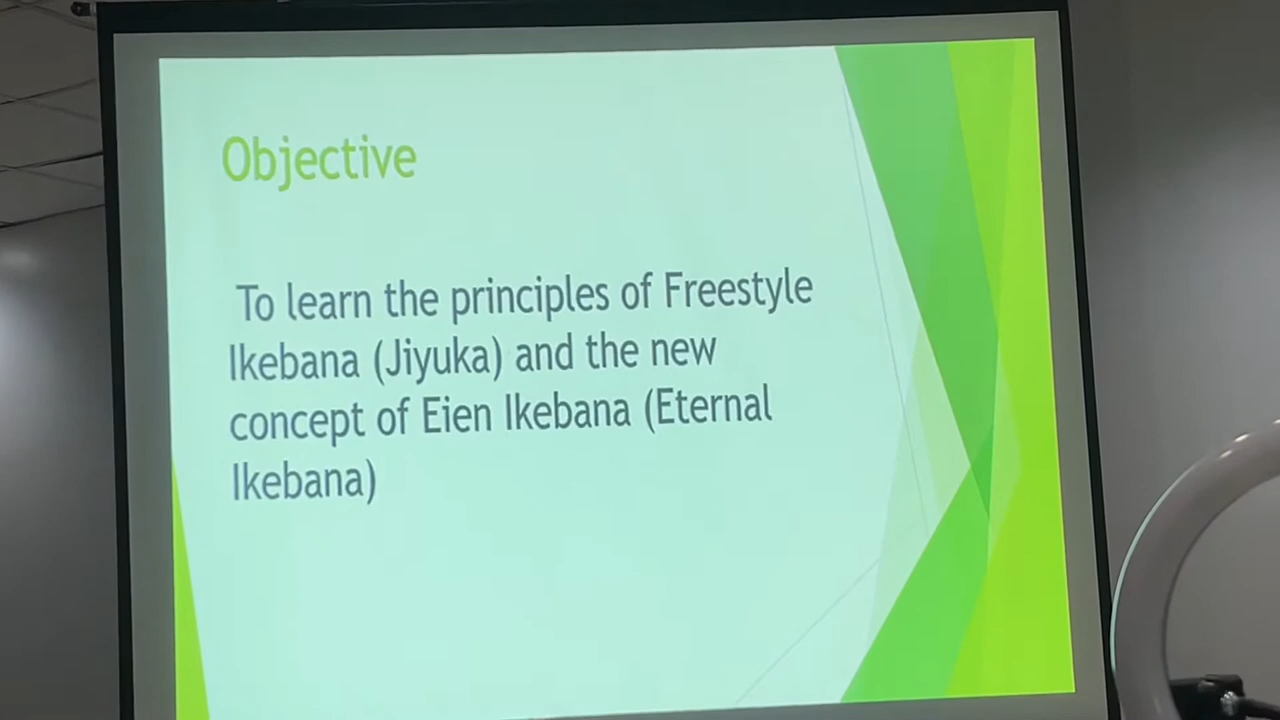 Objective
To learn the principles of Freestyle
Ikebana (Jiyuka) and the new
concept of Eien Ikebana (Eternal
Ikebana)